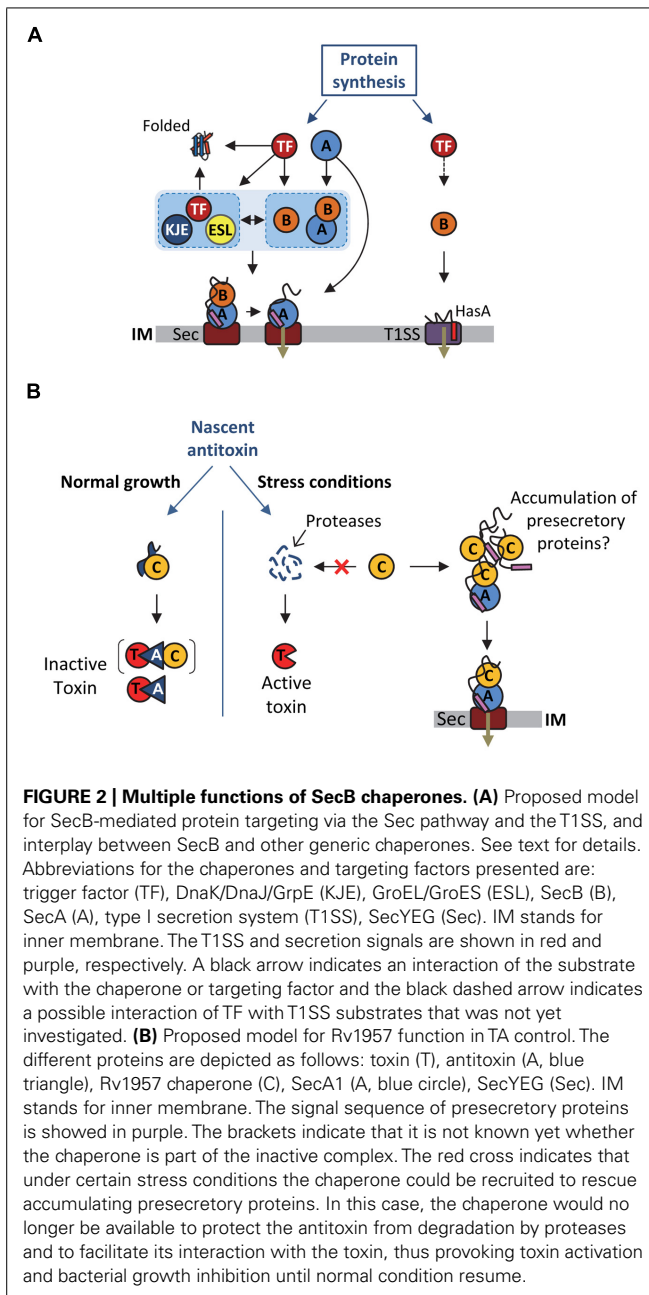 A
Protein
synthesis
Folded
TF
A
TF
TF
KJE
ESL
B
B
A
B
B
A
A
HasA
IM
Sec
T1SS
B
Nascent
antitoxin
Normal growth
Stress conditions
Proteases
Accumulation of
presecretory
proteins?
C
C
C
C
C
A
Inactive
Toxin
T
A
C
T
A
T
Active
toxin
C
A
Sec
IM
FIGURE 2 | Multiple functions of SecB chaperones. (A) Proposed model
for SecB-mediated protein targeting via the Sec pathway and the T1SS, and
interplay between SecB and other generic chaperones. See text for details.
Abbreviations for the chaperones and targeting factors presented are:
trigger factor (TF), DnaK/DnaJ/GrpE (KJE), GroEL/GroES (ESL), SecB (B),
SecA (A), type I secretion system (T1SS), SecYEG (Sec). IM stands for
inner membrane. The T1SS and secretion signals are shown in red and
purple, respectively. A black arrow indicates an interaction of the substrate
with the chaperone or targeting factor and the black dashed arrow indicates
a possible interaction of TF with T1SS substrates that was not yet
investigated. (B) Proposed model for Rv1957 function in TA control. The
different proteins are depicted as follows: toxin (T), antitoxin (A, blue
triangle), Rv1957 chaperone (C), SecA1 (A, blue circle), SecYEG (Sec). IM
stands for inner membrane. The signal sequence of presecretory proteins
is showed in purple. The brackets indicate that it is not known yet whether
the chaperone is part of the inactive complex. The red cross indicates that
under certain stress conditions the chaperone could be recruited to rescue
accumulating presecretory proteins. In this case, the chaperone would no
longer be available to protect the antitoxin from degradation by proteases
and to facilitate its interaction with the toxin, thus provoking toxin activation
and bacterial growth inhibition until normal condition resume.